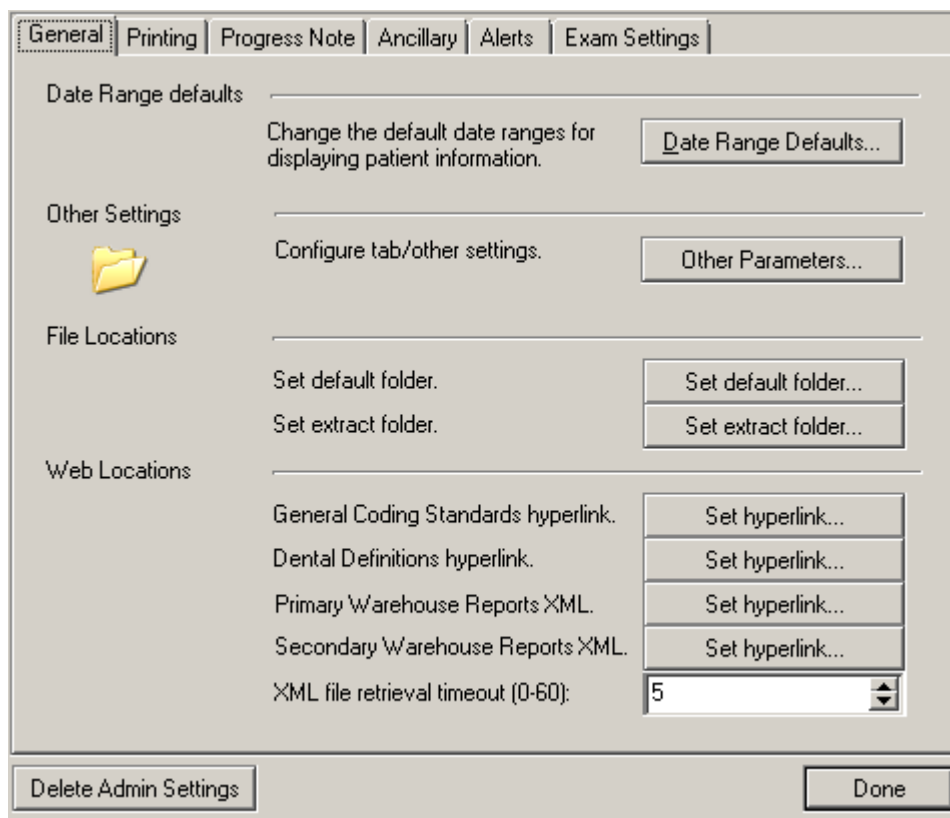 General Printing Progress Note Ancillary Alerts Exam Settings
Date Range defaults
Change the default date ranges for
displaying patient information.
Date Range Defaults...
Other Settings
Configure tab/other settings.
Other Parameters...
File Locations
Set default folder.
Set default folder...
Set extract folder.
Set extract folder...
Web Locations
General Coding Standards hyperlink.
Set hyperlink...
Dental Definitions hyperlink.
Set hyperlink...
Primary Warehouse Reports XML.
Set hyperlink...
Secondary Warehouse Reports XML.
Set hyperlink...
XML file retrieval timeout (0-60):
5
Delete Admin Settings
Done